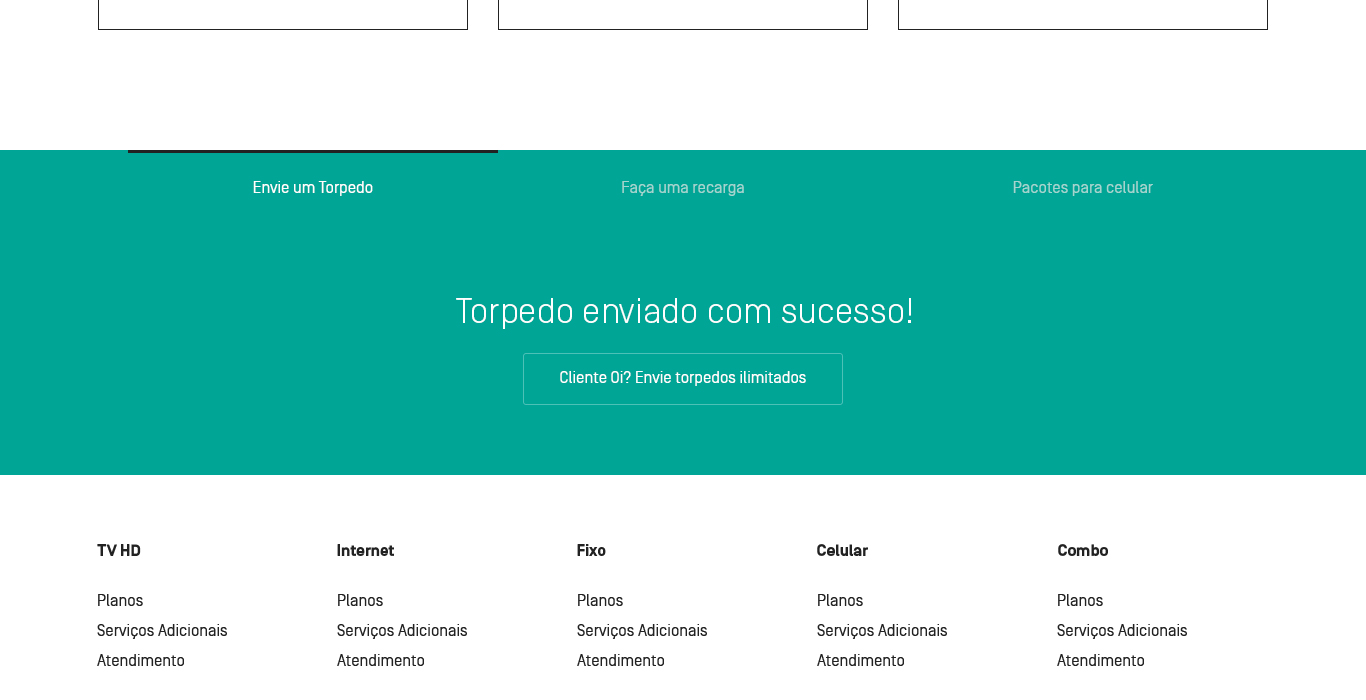 Envie um Torpedo
Faça uma recarga
Pacotes para celular
Torpedo enviado com sucesso!
Cliente Oi? Envie torpedos ilimitados
TV HD
Internet
Fixo
Celular
Combo
Planos
Planos
Planos
Planos
Planos
Serviços Adicionais
Serviços Adicionais
Serviços Adicionais
Serviços Adicionais
Serviços Adicionais
Atendimento
Atendimento
Atendimento
Atendimento
Atendimento